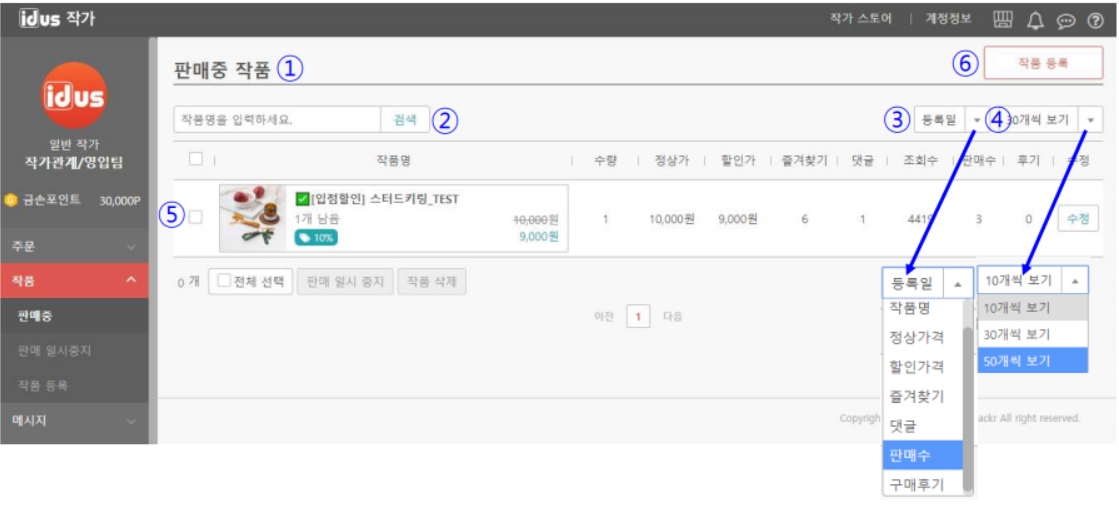 idus 작가
작가 스토어 | 계정정보
idus
일반 작가
작가관계/영입팀
금손포인트 30,000P
주문
작품
판매중
판매 일시중지
작품 등록
메시지
판매중 작품 ①
⑥ 작품 등록
작품명을 입력하세요. 검색 ②
③ 등록일 ④ 30개씩 보기
작품명 | 수량 | 정상가 | 할인가 | 즐겨찾기 | 댓글 | 조회수 | 판매수 | 후기 | 수정
⑤ ✅[입점할인] 스터드키링_TEST
1개 남음 10,000원
10% 9,000원
1 10,000원 9,000원 6 1 4419 3 0 수정
0 개 전체 선택 판매 일시 중지 작품 삭제
이전 1 다음
등록일
작품명
정상가격
할인가격
즐겨찾기
댓글
판매수
구매후기
10개씩 보기
10개씩 보기
30개씩 보기
50개씩 보기
All right reserved.